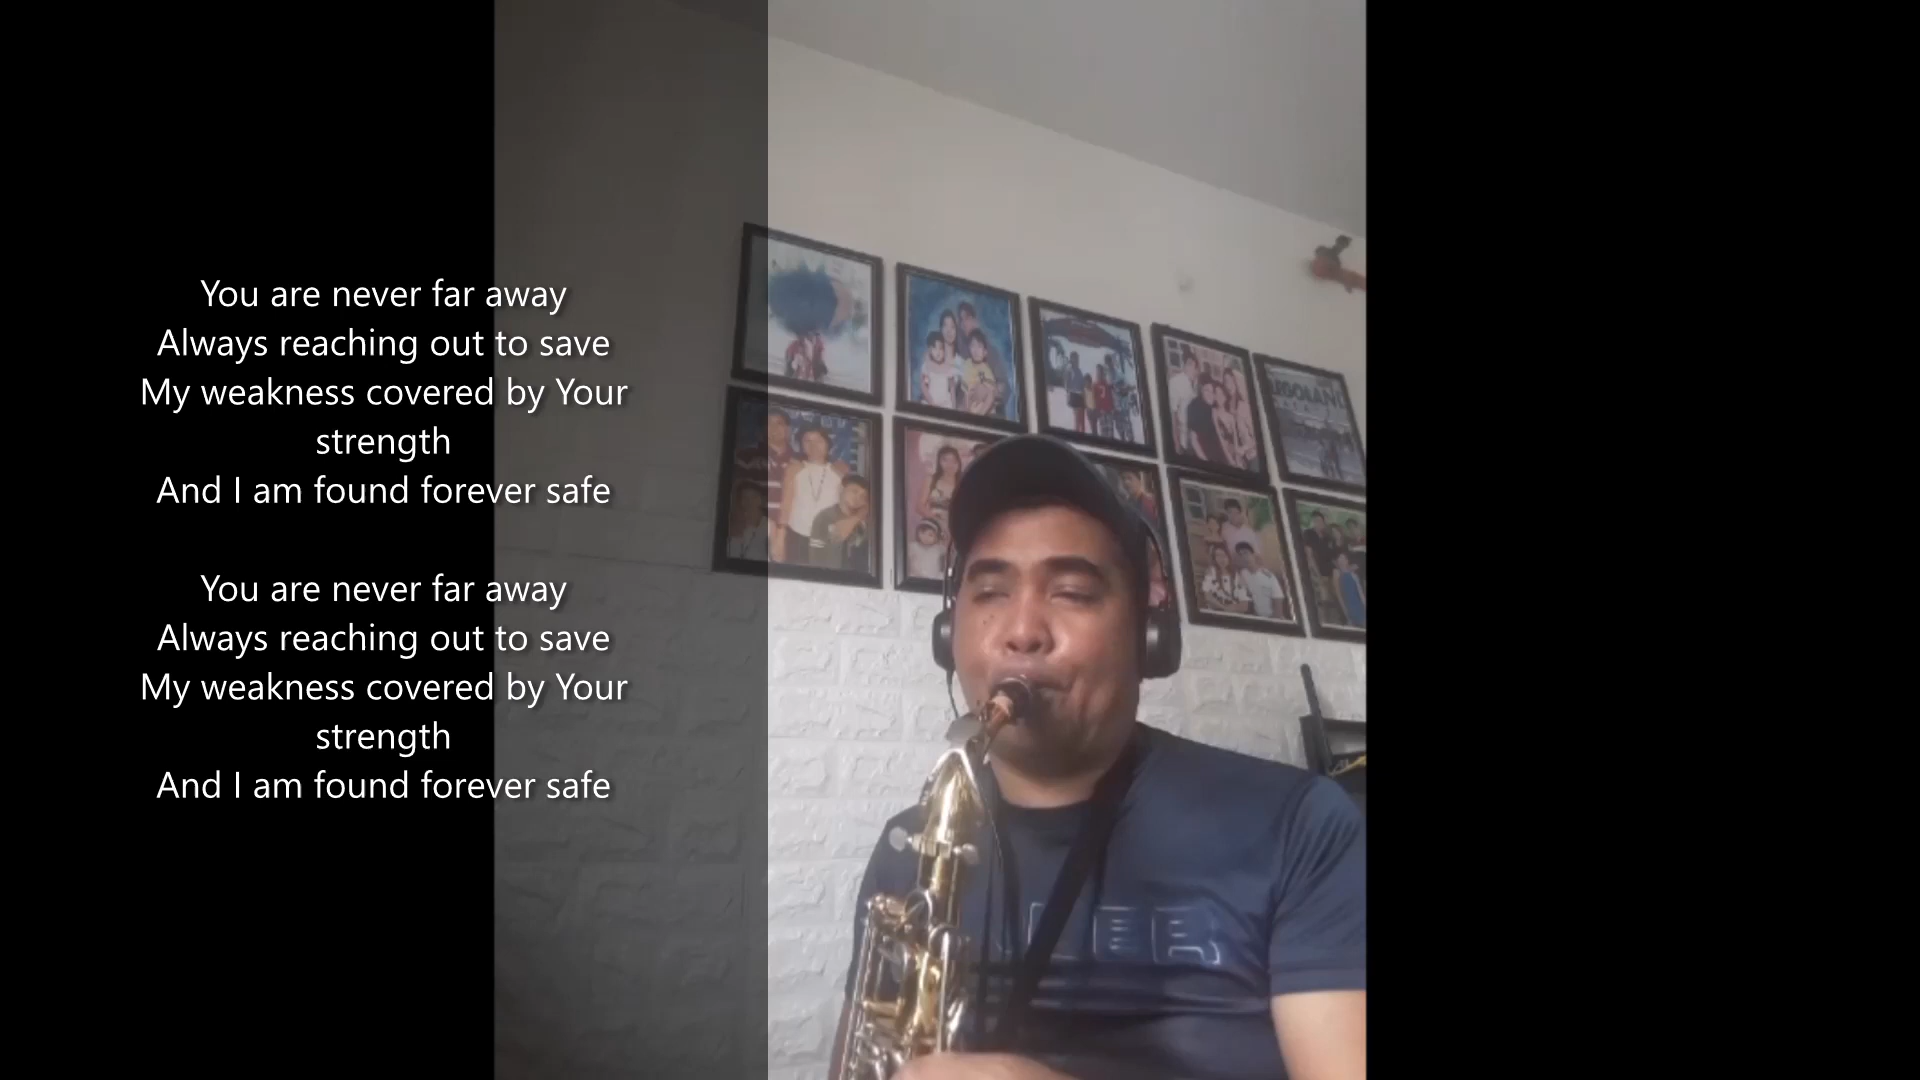 You are never far away
Always reaching out to save
My weakness covered by Your
strength
And I am found forever safe
You are never far away
Always reaching out to save
My weakness covered by Your
strength
And I am found forever safe